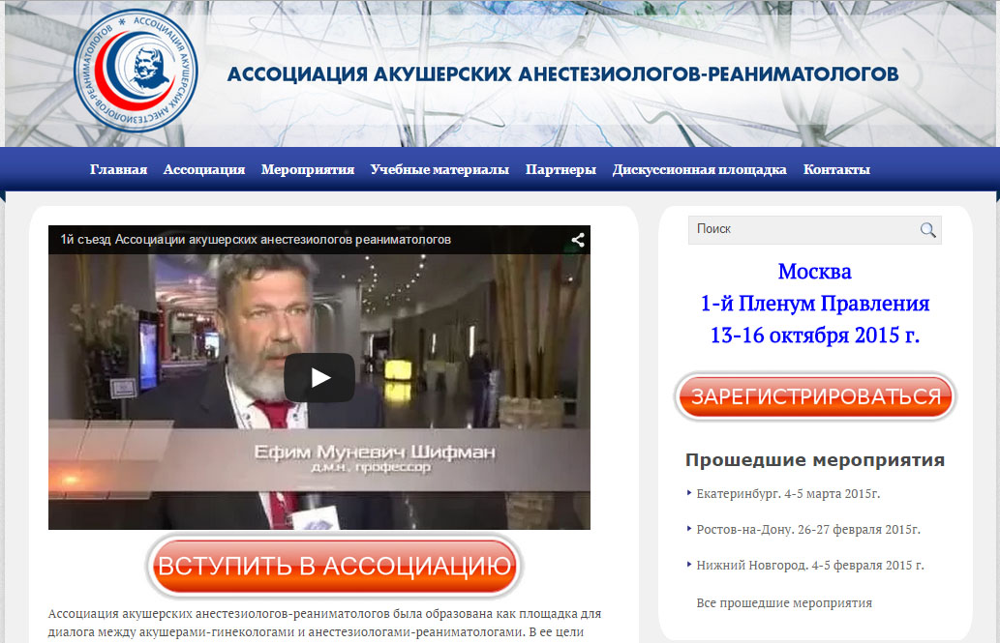 АССОЦИАЦИЯ АКУШЕРСКИХ АНЕСТЕЗИОЛОГОВ-РЕАНИМАТОЛОГОВ
АССОЦИАЦИЯ АКУШЕРСКИХ АНЕСТЕЗИОЛОГОВ-РЕАНИМАТОЛОГОВ
Главная Ассоциация Мероприятия Учебные материалы Партнеры Дискуссионная площадка Контакты
1й съезд Ассоциации акушерских анестезиологов реаниматологов
Ефим Муневич Шифман
д.м.н., профессор
ВСТУПИТЬ В АССОЦИАЦИЮ
Ассоциация акушерских анестезиологов-реаниматологов была образована как площадка для
диалога между акушерами-гинекологами и анестезиологами-реаниматологами. В ее цели
Поиск
Москва
1-й Пленум Правления
13-16 октября 2015 г.
ЗАРЕГИСТРИРОВАТЬСЯ
Прошедшие мероприятия
Екатеринбург. 4-5 марта 2015г.
Ростов-на-Дону. 26-27 февраля 2015г.
Нижний Новгород. 4-5 февраля 2015 г.
Все прошедшие мероприятия